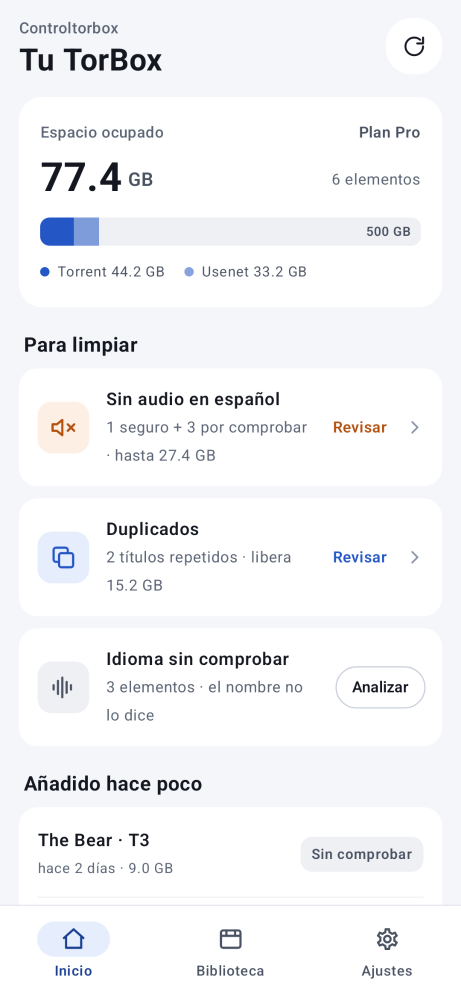 Controltorbox
Tu TorBox
Espacio ocupado
Plan Pro
77.4 GB
6 elementos
500 GB
Torrent 44.2 GB
Usenet 33.2 GB
Para limpiar
Sin audio en español
1 seguro + 3 por comprobar
· hasta 27.4 GB
Revisar
Duplicados
2 títulos repetidos · libera
15.2 GB
Revisar
Idioma sin comprobar
3 elementos · el nombre no
lo dice
Analizar
Añadido hace poco
The Bear · T3
hace 2 días · 9.0 GB
Sin comprobar
Inicio
Biblioteca
Ajustes